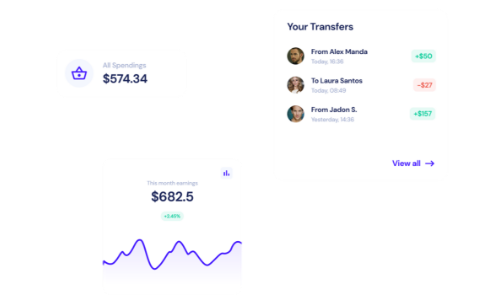 All Spendings
$574.34
Your Transfers
From Alex Manda
Today, 16:36
+$50
To Laura Santos
Today, 08:49
-$27
From Jadon S.
Yesterday, 14:36
+$157
View all
This month earnings
$682.5
+2.45%